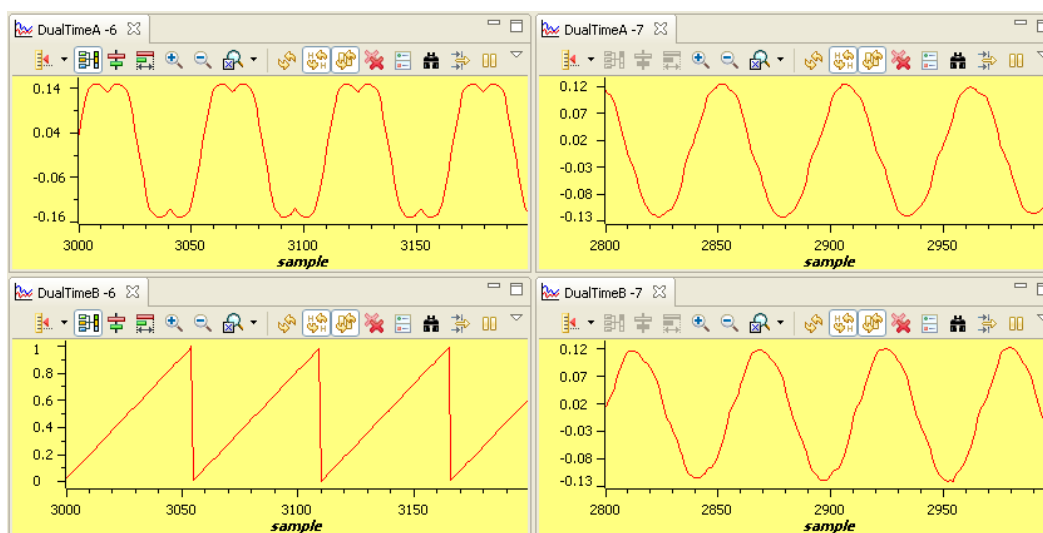 DualTimeA -6
0.14
0.04
-0.06
-0.16
3000 3050 3100 3150
sample
DualTimeA -7
0.12
0.07
0.02
-0.03
-0.08
-0.13
2800 2850 2900 2950
sample
DualTimeB -6
1
0.8
0.6
0.4
0.2
0
3000 3050 3100 3150
sample
DualTimeB -7
0.12
0.07
0.02
-0.03
-0.08
-0.13
2800 2850 2900 2950
sample